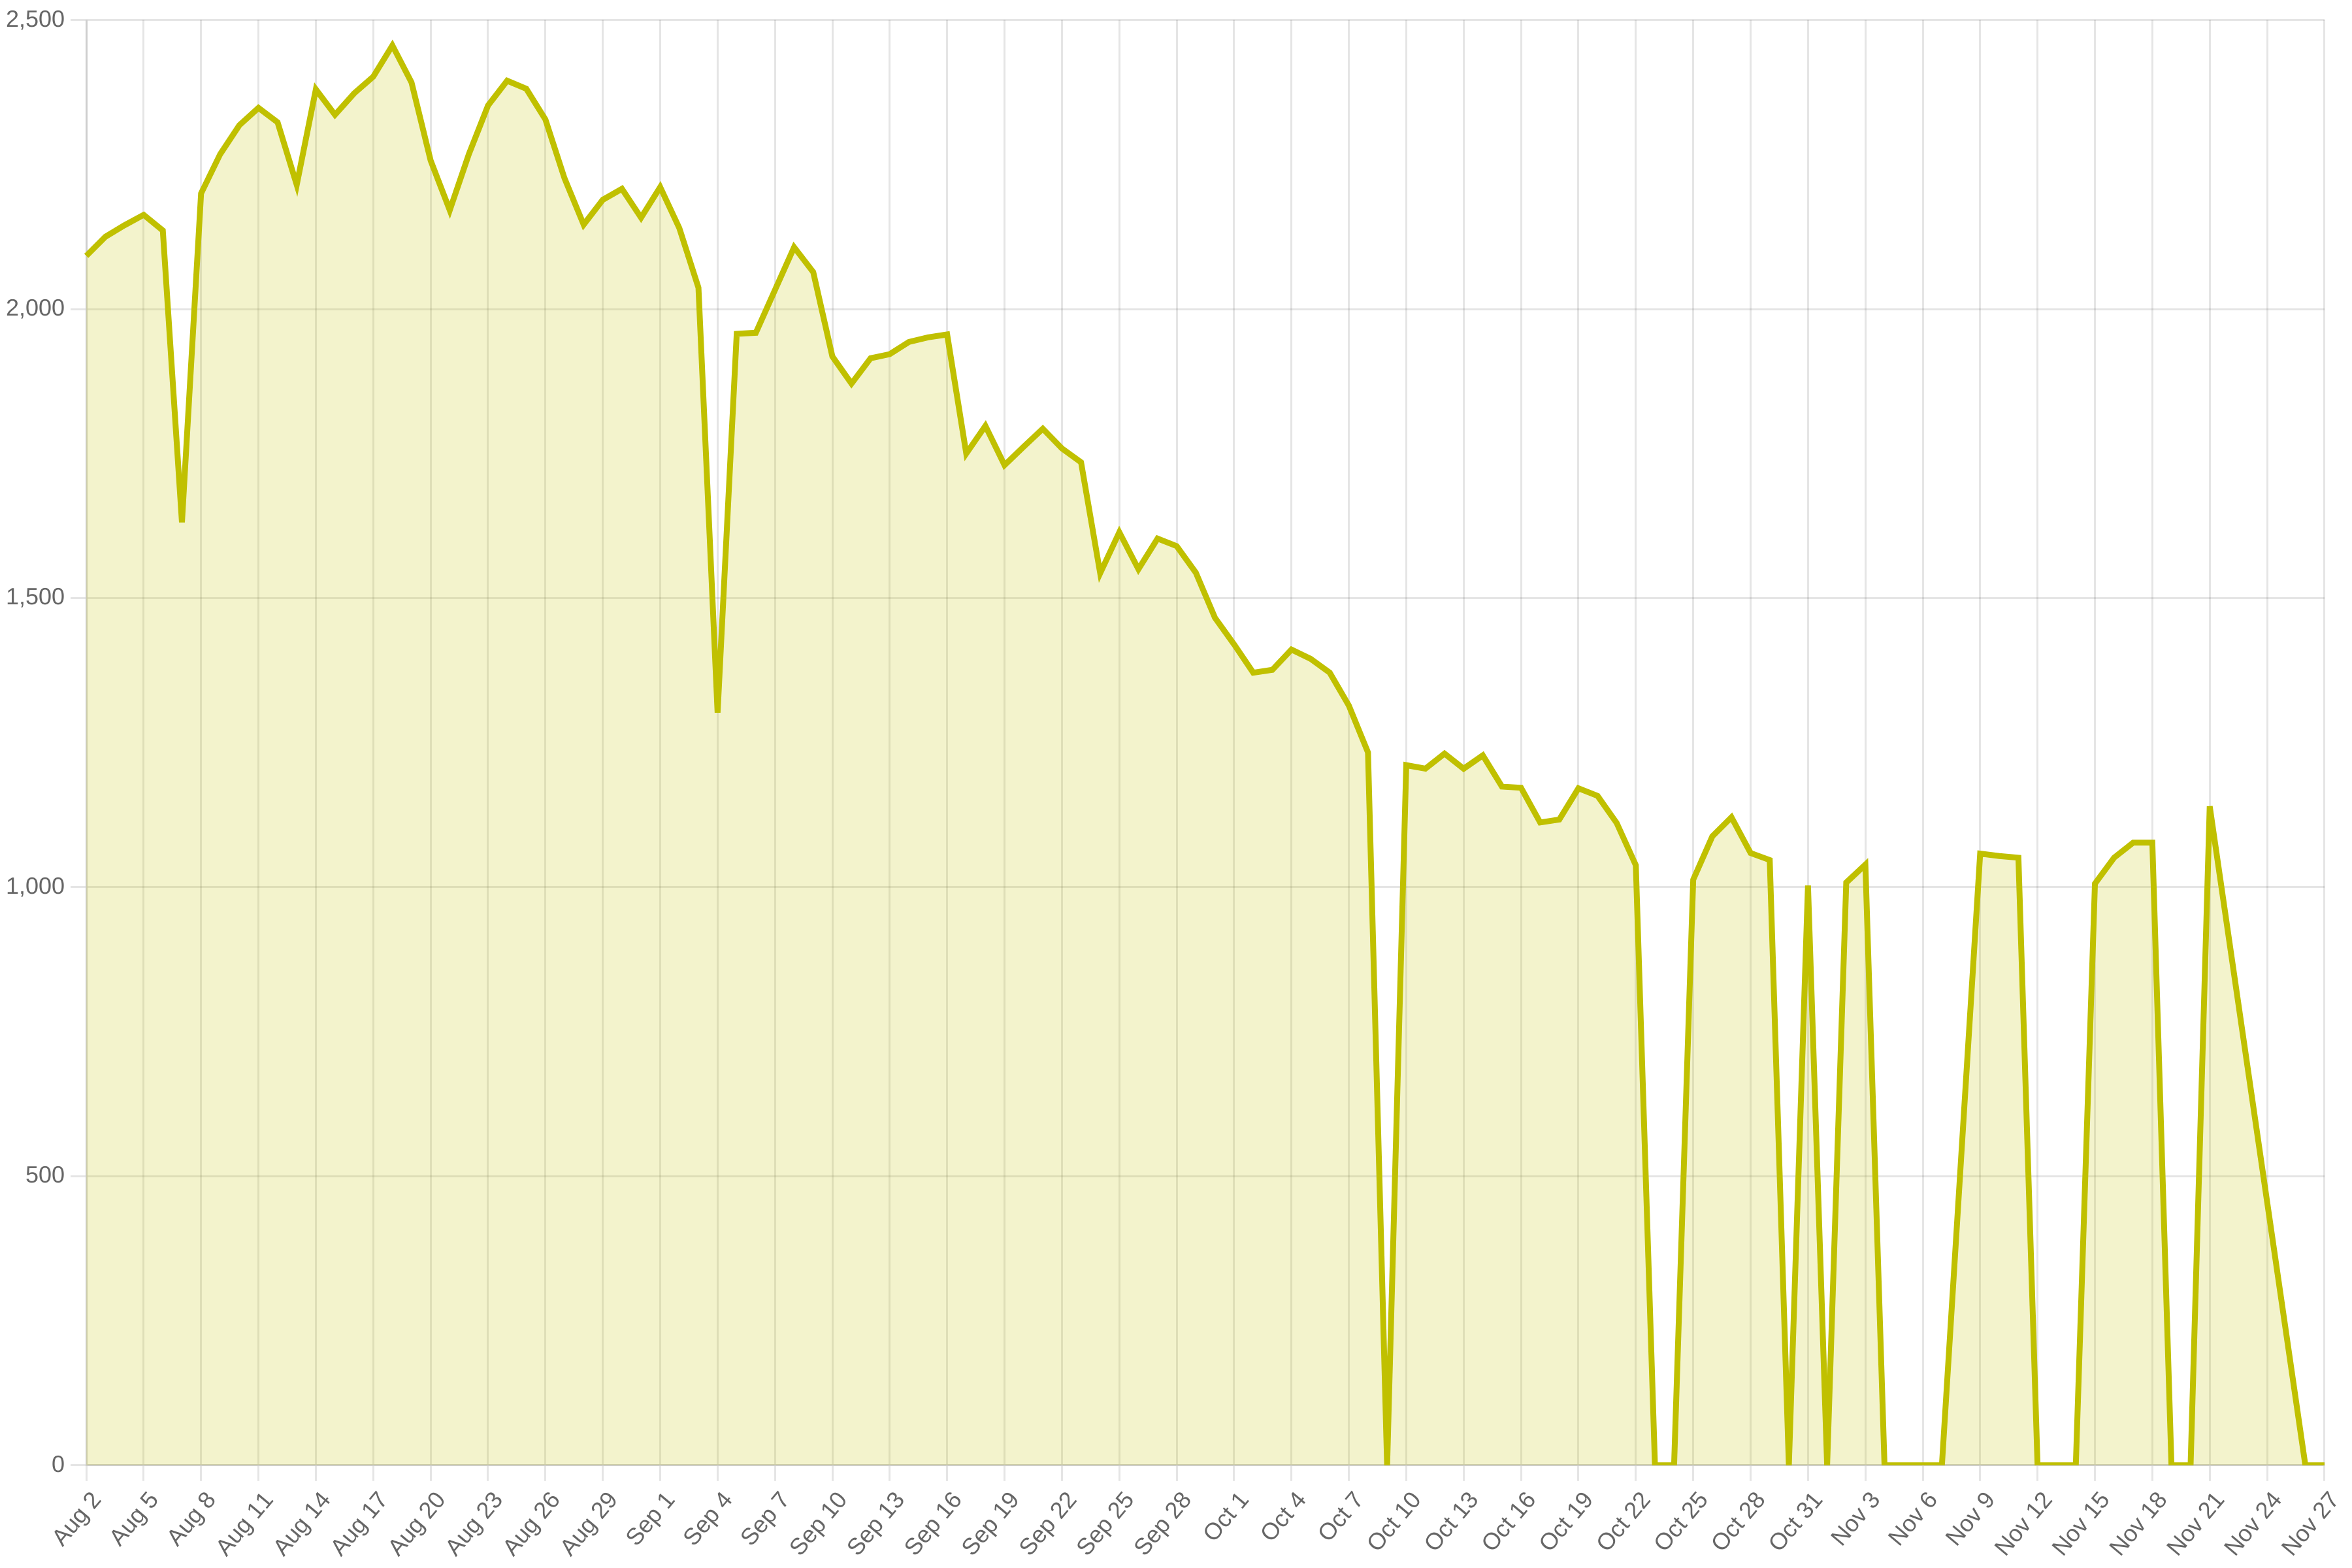 2,500
2,000
1,500
1,000
500
0
Aug 2
Aug 5
Aug 8
Aug 11
Aug 14
Aug 17
Aug 20
Aug 23
Aug 26
Aug 29
Sep 1
Sep 4
Sep 7
Sep 10
Sep 13
Sep 16
Sep 19
Sep 22
Sep 25
Sep 28
Oct 1
Oct 4
Oct 7
Oct 10
Oct 13
Oct 16
Oct 19
Oct 22
Oct 25
Oct 28
Oct 31
Nov 3
Nov 6
Nov 9
Nov 12
Nov 15
Nov 18
Nov 21
Nov 24
Nov 27